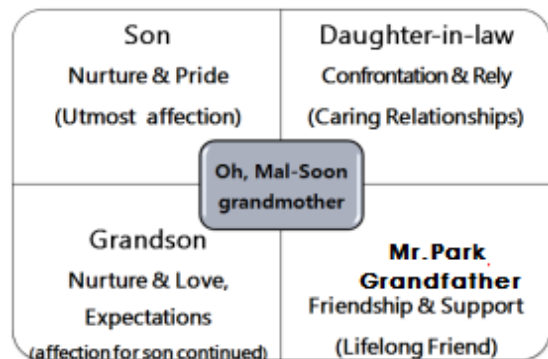 Son
Nurture & Pride
(Utmost affection)
Daughter-in-law
Confrontation & Rely
(Caring Relationships)
Oh, Mal-Soon
grandmother
Grandson
Nurture & Love,
Expectations
(affection for son continued)
Mr.Park
Grandfather
Friendship & Support
(Lifelong Friend)